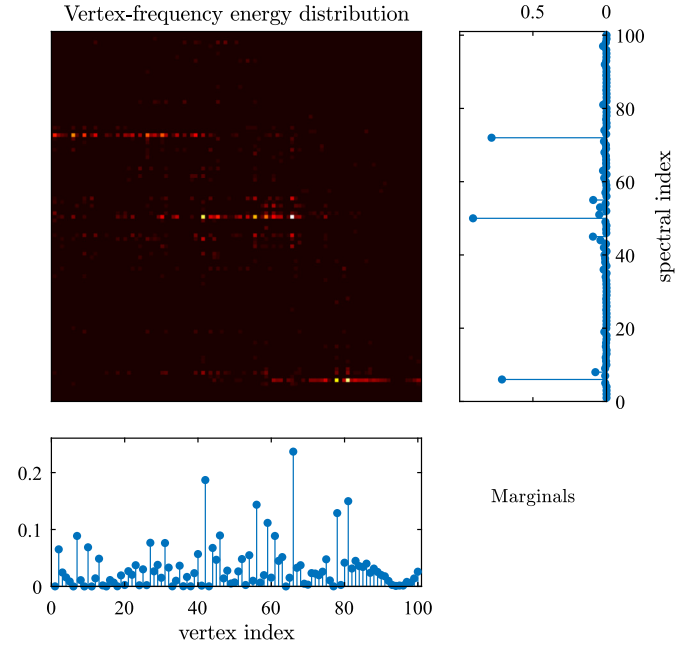 Vertex-frequency energy distribution
0.5 0
100
80
60
40
20
0
spectral index
0.2
0.1
0
0 20 40 60 80 100
vertex index
Marginals